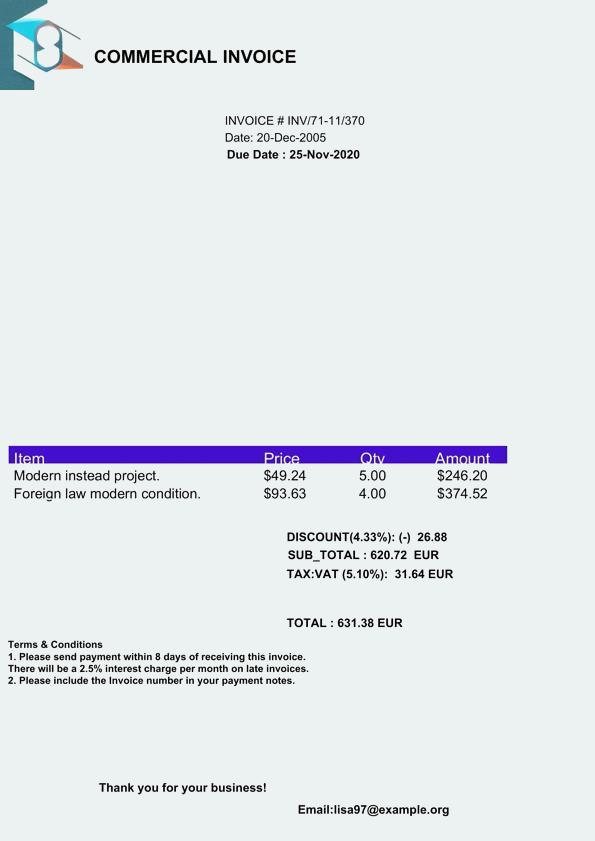 COMMERCIAL INVOICE
INVOICE # INV/71-11/370
Date: 20-Dec-2005
Due Date : 25-Nov-2020
Item Price Qty Amount
Modern instead project. $49.24 5.00 $246.20
Foreign law modern condition. $93.63 4.00 $374.52
DISCOUNT(4.33%): (-) 26.88
SUB_TOTAL : 620.72 EUR
TAX:VAT (5.10%): 31.64 EUR
TOTAL : 631.38 EUR
Terms & Conditions
1. Please send payment within 8 days of receiving this invoice.
There will be a 2.5% interest charge per month on late invoices.
2. Please include the Invoice number in your payment notes.
Thank you for your business!
Email:lisa97@example.org